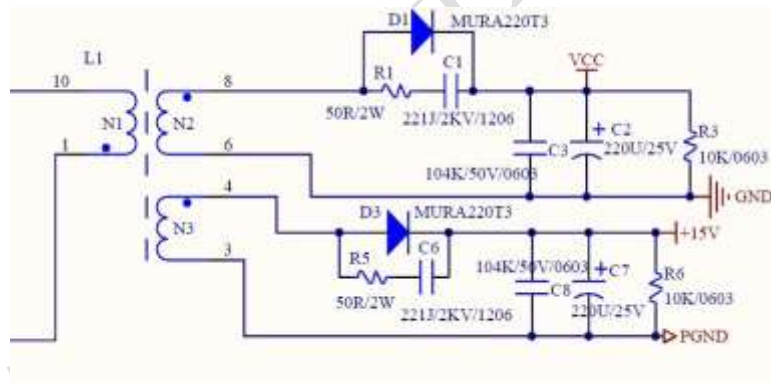 D1 MURA220T3
L1
R1 C1 VCC
10 8
50R/2W 221J/2KV/1206
N1 N2
C3 + C2 R3
220U/25V
1 6
10K/0603
104K/50V/0603
4 GND
D3 MURA220T3
N3 +15V
R5 C6 104K/50V/0603 + C7 R6
3
C8 10K/0603
50R/2W 221J/2KV/1206 220U/25V
PGND